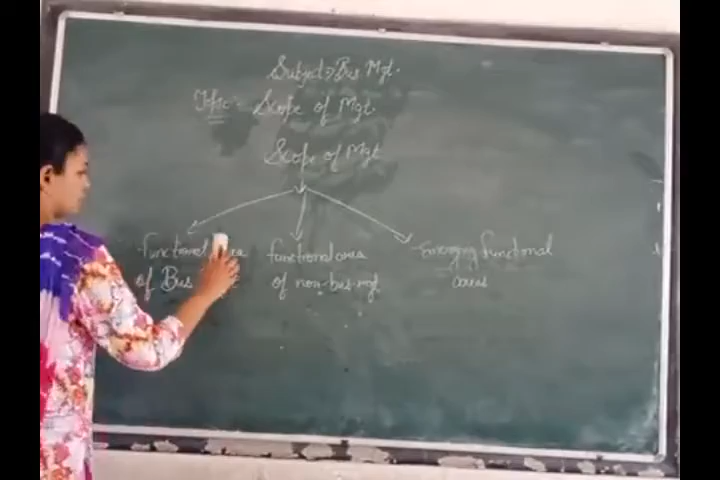 Subject → Bus Mgt.
Topic - Scope of Mgt.
Scope of Mgt
functional area
of Bus
functional area
of non-bus-mgt.
Emerging functional
areas